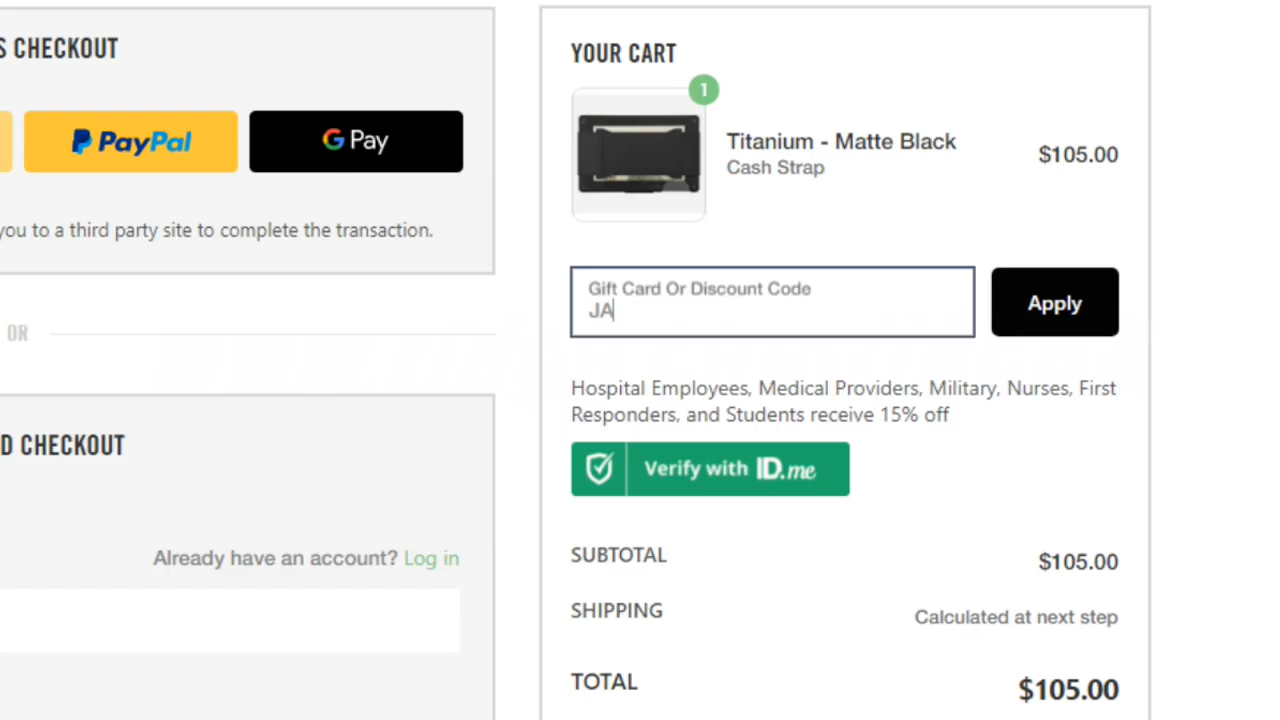 S CHECKOUT
PayPal
G Pay
you to a third party site to complete the transaction.
OR
D CHECKOUT
Already have an account? Log in
YOUR CART
1
Titanium - Matte Black
Cash Strap
$105.00
Gift Card Or Discount Code
JA
Apply
Hospital Employees, Medical Providers, Military, Nurses, First
Responders, and Students receive 15% off
Verify with ID.me
SUBTOTAL
$105.00
SHIPPING
Calculated at next step
TOTAL
$105.00